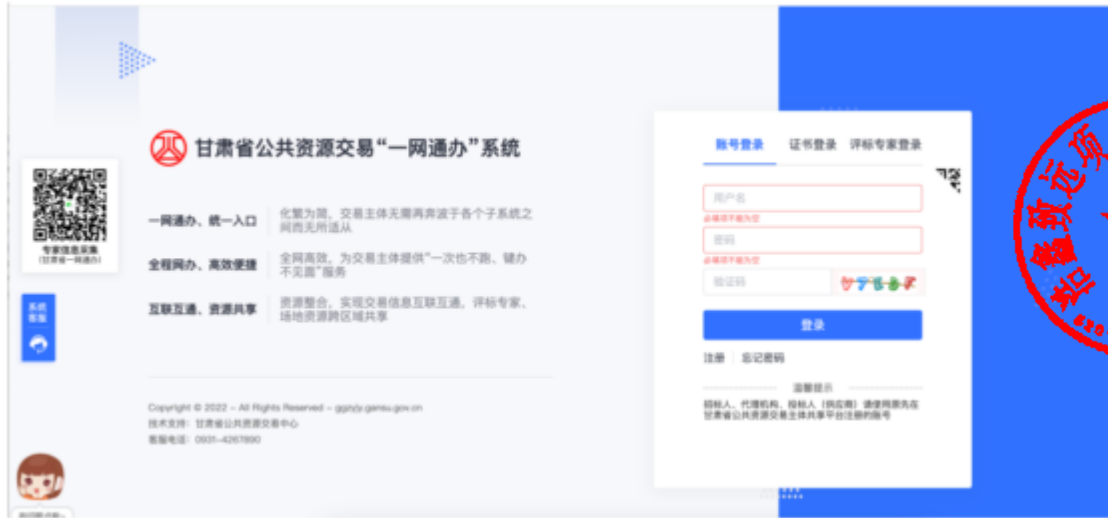 甘肃省公共资源交易“一网通办”系统
专家信息采集
(甘肃省一网通办)
一网通办、统一入口
化繁为简，交易主体无需再奔波于各个子系统之
间而无所适从
全程网办、高效便捷
全网高效，为交易主体提供“一次也不跑、键办
不见面”服务
互联互通、资源共享
资源整合，实现交易信息互联互通，评标专家、
场地资源跨区域共享
系统
客服
Copyright © 2022 - All Rights Reserved - ggzyjy.gansu.gov.cn
技术支持：甘肃省公共资源交易中心
客服电话：0931-4267890
账号登录 证书登录 评标专家登录
用户名
必填项不能为空
密码
必填项不能为空
验证码
登录
注册 忘记密码
温馨提示
招标人、代理机构、投标人（供应商）请使用原先在
甘肃省公共资源交易主体共享平台注册的账号